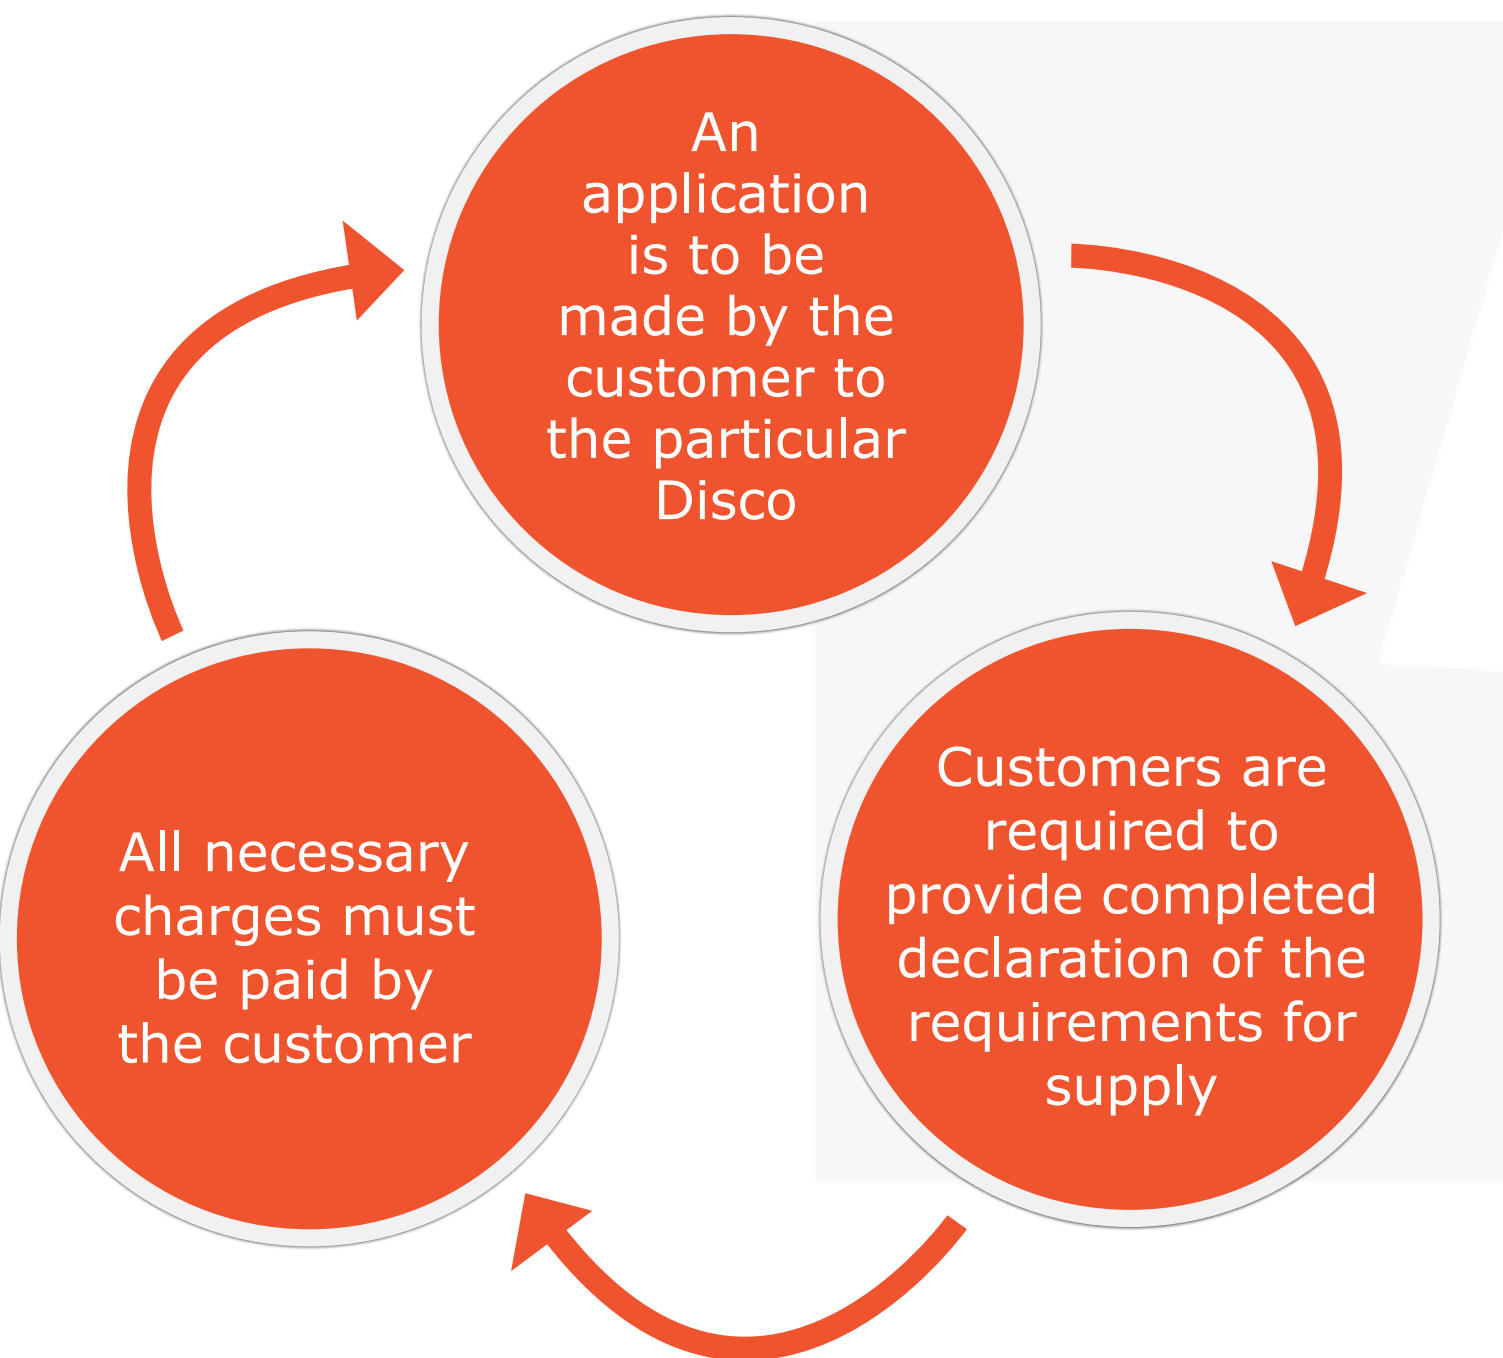 An
application
is to be
made by the
customer to
the particular
Disco
Customers are
required to
provide completed
declaration of the
requirements for
supply
All necessary
charges must
be paid by
the customer